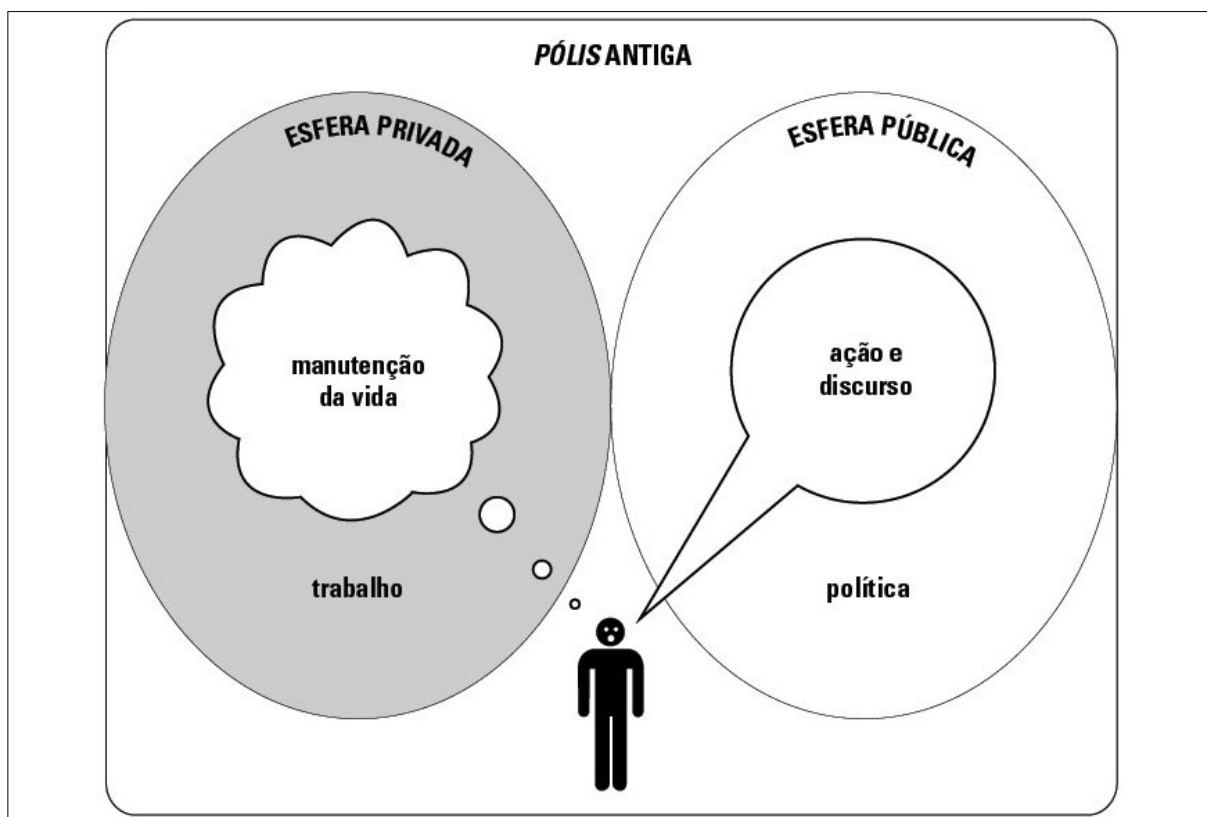 PÓLIS ANTIGA
ESFERA PRIVADA
manutenção
da vida
trabalho
ESFERA PÚBLICA
ação e
discurso
política